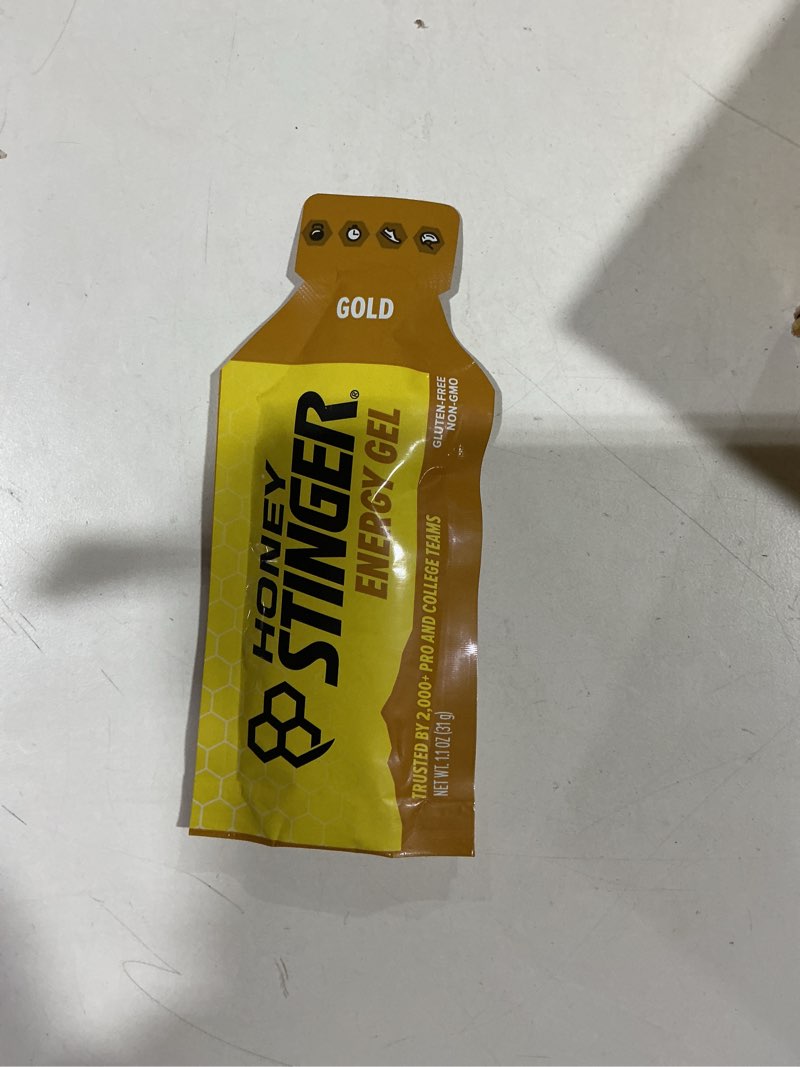 GOLD
HONEY
STINGER®
ENERGY GEL
GLUTEN-FREE
NON-GMO
TRUSTED BY 2,000+ PRO AND COLLEGE TEAMS
NET WT. 1.1 OZ (31 g)